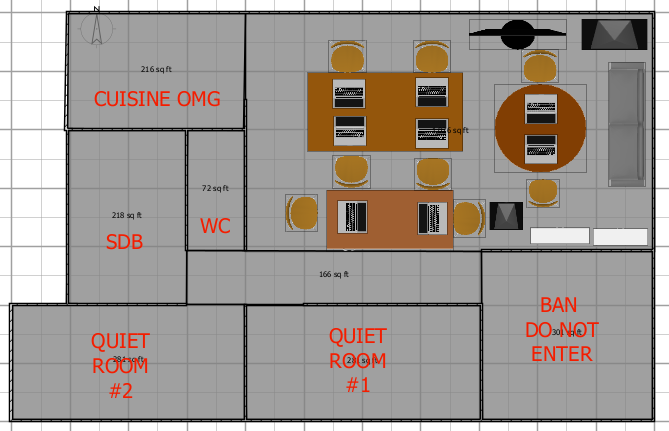 216 sq ft
CUISINE OMG
72 sq ft
WC
218 sq ft
SDB
166 sq ft
BAN
DO NOT
ENTER
QUIET
ROOM
#2
QUIET
ROOM
#1